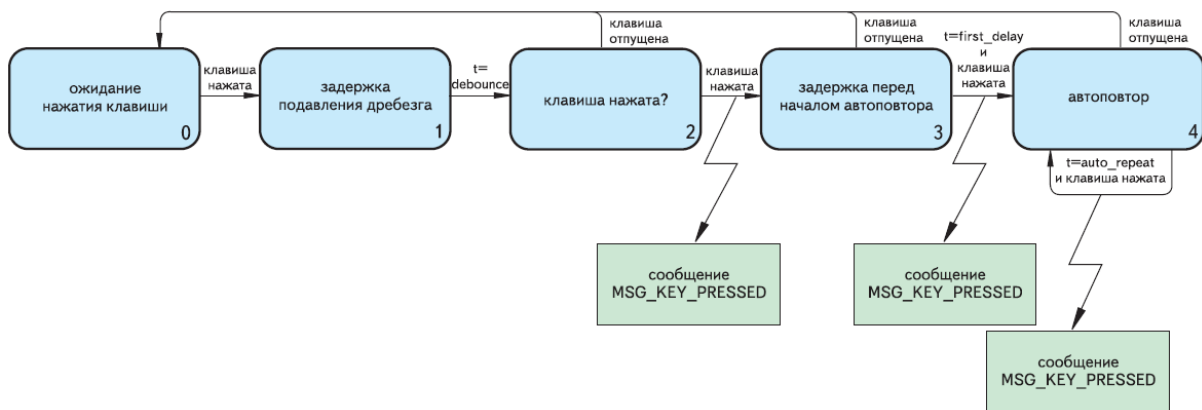 клавиша
отпущена
клавиша
отпущена
t=first_delay
и
клавиша
нажата
клавиша
отпущена
ожидание
нажатия клавиши
0
клавиша
нажата
задержка
подавления дребезга
1
t=
debounce
клавиша нажата?
2
клавиша
нажата
задержка перед
началом автоповтора
3
автоповтор
4
t=auto_repeat
и клавиша нажата
сообщение
MSG_KEY_PRESSED
сообщение
MSG_KEY_PRESSED
сообщение
MSG_KEY_PRESSED